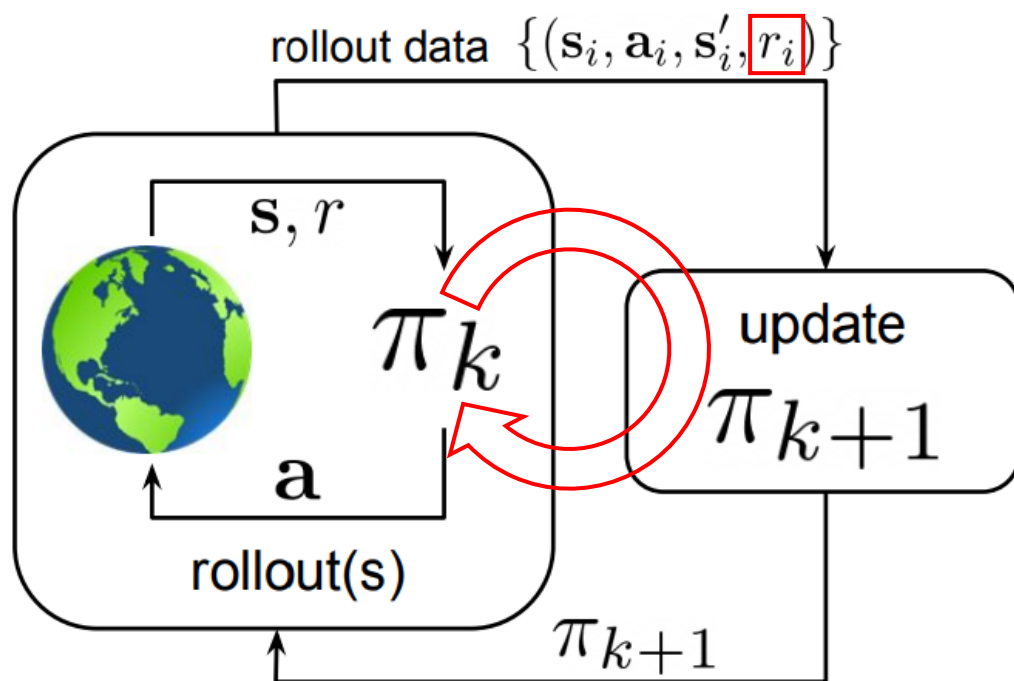 rollout data {(s_i, a_i, s'_i, r_i)}
s, r
π_k
update
π_{k+1}
a
rollout(s)
π_{k+1}